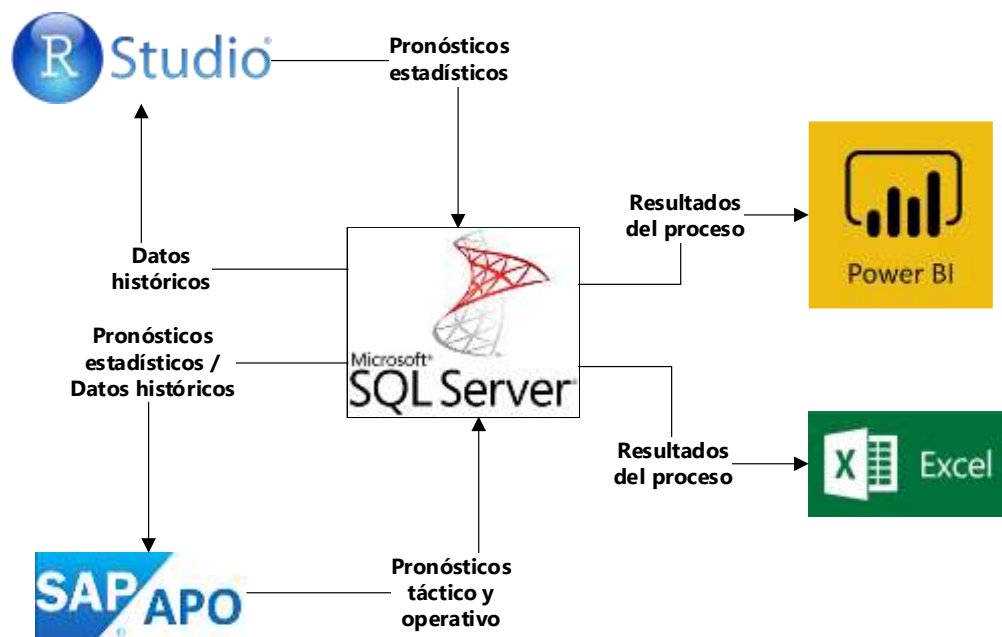 R Studio
Pronósticos
estadísticos
Resultados
del proceso
Power BI
Datos
históricos
Pronósticos
estadísticos /
Datos históricos
Microsoft®
SQL Server
Resultados
del proceso
X Excel
SAP APO
Pronósticos
táctico y
operativo